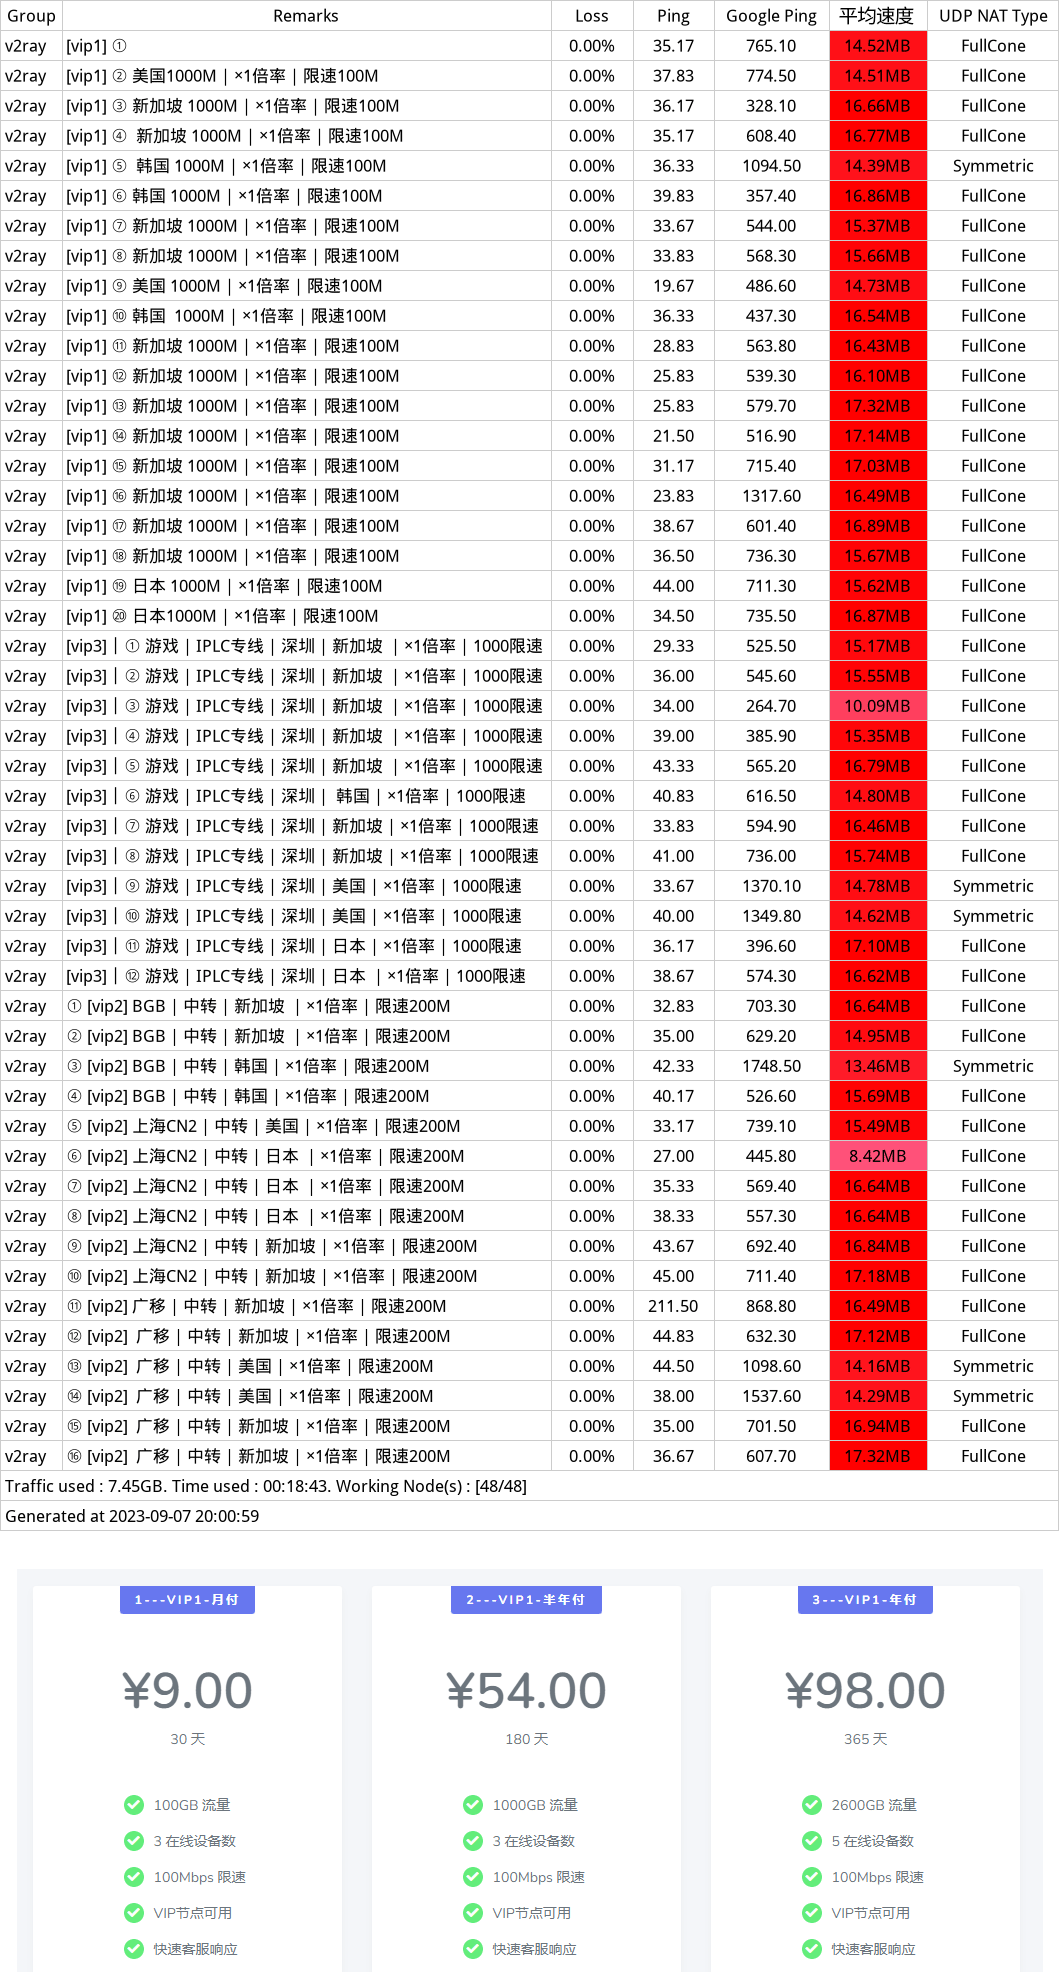 Group Remarks Loss Ping Google Ping 平均速度 UDP NAT Type
v2ray [vip1] ① 0.00% 35.17 765.10 14.52MB FullCone
v2ray [vip1] ② 美国1000M | ×1倍率 | 限速100M 0.00% 37.83 774.50 14.51MB FullCone
v2ray [vip1] ③ 新加坡 1000M | ×1倍率 | 限速100M 0.00% 36.17 328.10 16.66MB FullCone
v2ray [vip1] ④ 新加坡 1000M | ×1倍率 | 限速100M 0.00% 35.17 608.40 16.77MB FullCone
v2ray [vip1] ⑤ 韩国 1000M | ×1倍率 | 限速100M 0.00% 36.33 1094.50 14.39MB Symmetric
v2ray [vip1] ⑥ 韩国 1000M | ×1倍率 | 限速100M 0.00% 39.83 357.40 16.86MB FullCone
v2ray [vip1] ⑦ 新加坡 1000M | ×1倍率 | 限速100M 0.00% 33.67 544.00 15.37MB FullCone
v2ray [vip1] ⑧ 新加坡 1000M | ×1倍率 | 限速100M 0.00% 33.83 568.30 15.66MB FullCone
v2ray [vip1] ⑨ 美国 1000M | ×1倍率 | 限速100M 0.00% 19.67 486.60 14.73MB FullCone
v2ray [vip1] ⑩ 韩国 1000M | ×1倍率 | 限速100M 0.00% 36.33 437.30 16.54MB FullCone
v2ray [vip1] ⑪ 新加坡 1000M | ×1倍率 | 限速100M 0.00% 28.83 563.80 16.43MB FullCone
v2ray [vip1] ⑫ 新加坡 1000M | ×1倍率 | 限速100M 0.00% 25.83 539.30 16.10MB FullCone
v2ray [vip1] ⑬ 新加坡 1000M | ×1倍率 | 限速100M 0.00% 25.83 579.70 17.32MB FullCone
v2ray [vip1] ⑭ 新加坡 1000M | ×1倍率 | 限速100M 0.00% 21.50 516.90 17.14MB FullCone
v2ray [vip1] ⑮ 新加坡 1000M | ×1倍率 | 限速100M 0.00% 31.17 715.40 17.03MB FullCone
v2ray [vip1] ⑯ 新加坡 1000M | ×1倍率 | 限速100M 0.00% 23.83 1317.60 16.49MB FullCone
v2ray [vip1] ⑰ 新加坡 1000M | ×1倍率 | 限速100M 0.00% 38.67 601.40 16.89MB FullCone
v2ray [vip1] ⑱ 新加坡 1000M | ×1倍率 | 限速100M 0.00% 36.50 736.30 15.67MB FullCone
v2ray [vip1] ⑲ 日本 1000M | ×1倍率 | 限速100M 0.00% 44.00 711.30 15.62MB FullCone
v2ray [vip1] ⑳ 日本1000M | ×1倍率 | 限速100M 0.00% 34.50 735.50 16.87MB FullCone
v2ray [vip3] | ① 游戏 | IPLC专线 | 深圳 | 新加坡 | ×1倍率 | 1000限速 0.00% 29.33 525.50 15.17MB FullCone
v2ray [vip3] | ② 游戏 | IPLC专线 | 深圳 | 新加坡 | ×1倍率 | 1000限速 0.00% 36.00 545.60 15.55MB FullCone
v2ray [vip3] | ③ 游戏 | IPLC专线 | 深圳 | 新加坡 | ×1倍率 | 1000限速 0.00% 34.00 264.70 10.09MB FullCone
v2ray [vip3] | ④ 游戏 | IPLC专线 | 深圳 | 新加坡 | ×1倍率 | 1000限速 0.00% 39.00 385.90 15.35MB FullCone
v2ray [vip3] | ⑤ 游戏 | IPLC专线 | 深圳 | 新加坡 | ×1倍率 | 1000限速 0.00% 43.33 565.20 16.79MB FullCone
v2ray [vip3] | ⑥ 游戏 | IPLC专线 | 深圳 | 韩国 | ×1倍率 | 1000限速 0.00% 40.83 616.50 14.80MB FullCone
v2ray [vip3] | ⑦ 游戏 | IPLC专线 | 深圳 | 新加坡 | ×1倍率 | 1000限速 0.00% 33.83 594.90 16.46MB FullCone
v2ray [vip3] | ⑧ 游戏 | IPLC专线 | 深圳 | 新加坡 | ×1倍率 | 1000限速 0.00% 41.00 736.00 15.74MB FullCone
v2ray [vip3] | ⑨ 游戏 | IPLC专线 | 深圳 | 美国 | ×1倍率 | 1000限速 0.00% 33.67 1370.10 14.78MB Symmetric
v2ray [vip3] | ⑩ 游戏 | IPLC专线 | 深圳 | 美国 | ×1倍率 | 1000限速 0.00% 40.00 1349.80 14.62MB Symmetric
v2ray [vip3] | ⑪ 游戏 | IPLC专线 | 深圳 | 日本 | ×1倍率 | 1000限速 0.00% 36.17 396.60 17.10MB FullCone
v2ray [vip3] | ⑫ 游戏 | IPLC专线 | 深圳 | 日本 | ×1倍率 | 1000限速 0.00% 38.67 574.30 16.62MB FullCone
v2ray ① [vip2] BGB | 中转 | 新加坡 | ×1倍率 | 限速200M 0.00% 32.83 703.30 16.64MB FullCone
v2ray ② [vip2] BGB | 中转 | 新加坡 | ×1倍率 | 限速200M 0.00% 35.00 629.20 14.95MB FullCone
v2ray ③ [vip2] BGB | 中转 | 韩国 | ×1倍率 | 限速200M 0.00% 42.33 1748.50 13.46MB Symmetric
v2ray ④ [vip2] BGB | 中转 | 韩国 | ×1倍率 | 限速200M 0.00% 40.17 526.60 15.69MB FullCone
v2ray ⑤ [vip2] 上海CN2 | 中转 | 美国 | ×1倍率 | 限速200M 0.00% 33.17 739.10 15.49MB FullCone
v2ray ⑥ [vip2] 上海CN2 | 中转 | 日本 | ×1倍率 | 限速200M 0.00% 27.00 445.80 8.42MB FullCone
v2ray ⑦ [vip2] 上海CN2 | 中转 | 日本 | ×1倍率 | 限速200M 0.00% 35.33 569.40 16.64MB FullCone
v2ray ⑧ [vip2] 上海CN2 | 中转 | 日本 | ×1倍率 | 限速200M 0.00% 38.33 557.30 16.64MB FullCone
v2ray ⑨ [vip2] 上海CN2 | 中转 | 新加坡 | ×1倍率 | 限速200M 0.00% 43.67 692.40 16.84MB FullCone
v2ray ⑩ [vip2] 上海CN2 | 中转 | 新加坡 | ×1倍率 | 限速200M 0.00% 45.00 711.40 17.18MB FullCone
v2ray ⑪ [vip2] 广移 | 中转 | 新加坡 | ×1倍率 | 限速200M 0.00% 211.50 868.80 16.49MB FullCone
v2ray ⑫ [vip2] 广移 | 中转 | 新加坡 | ×1倍率 | 限速200M 0.00% 44.83 632.30 17.12MB FullCone
v2ray ⑬ [vip2] 广移 | 中转 | 美国 | ×1倍率 | 限速200M 0.00% 44.50 1098.60 14.16MB Symmetric
v2ray ⑭ [vip2] 广移 | 中转 | 美国 | ×1倍率 | 限速200M 0.00% 38.00 1537.60 14.29MB Symmetric
v2ray ⑮ [vip2] 广移 | 中转 | 新加坡 | ×1倍率 | 限速200M 0.00% 35.00 701.50 16.94MB FullCone
v2ray ⑯ [vip2] 广移 | 中转 | 新加坡 | ×1倍率 | 限速200M 0.00% 36.67 607.70 17.32MB FullCone
Traffic used : 7.45GB. Time used : 00:18:43. Working Node(s) : [48/48]
Generated at 2023-09-07 20:00:59
1---VIP1-月付
¥9.00
30 天
100GB 流量
3 在线设备数
100Mbps 限速
VIP节点可用
快速客服响应
2---VIP1-半年付
¥54.00
180 天
1000GB 流量
3 在线设备数
100Mbps 限速
VIP节点可用
快速客服响应
3---VIP1-年付
¥98.00
365 天
2600GB 流量
5 在线设备数
100Mbps 限速
VIP节点可用
快速客服响应